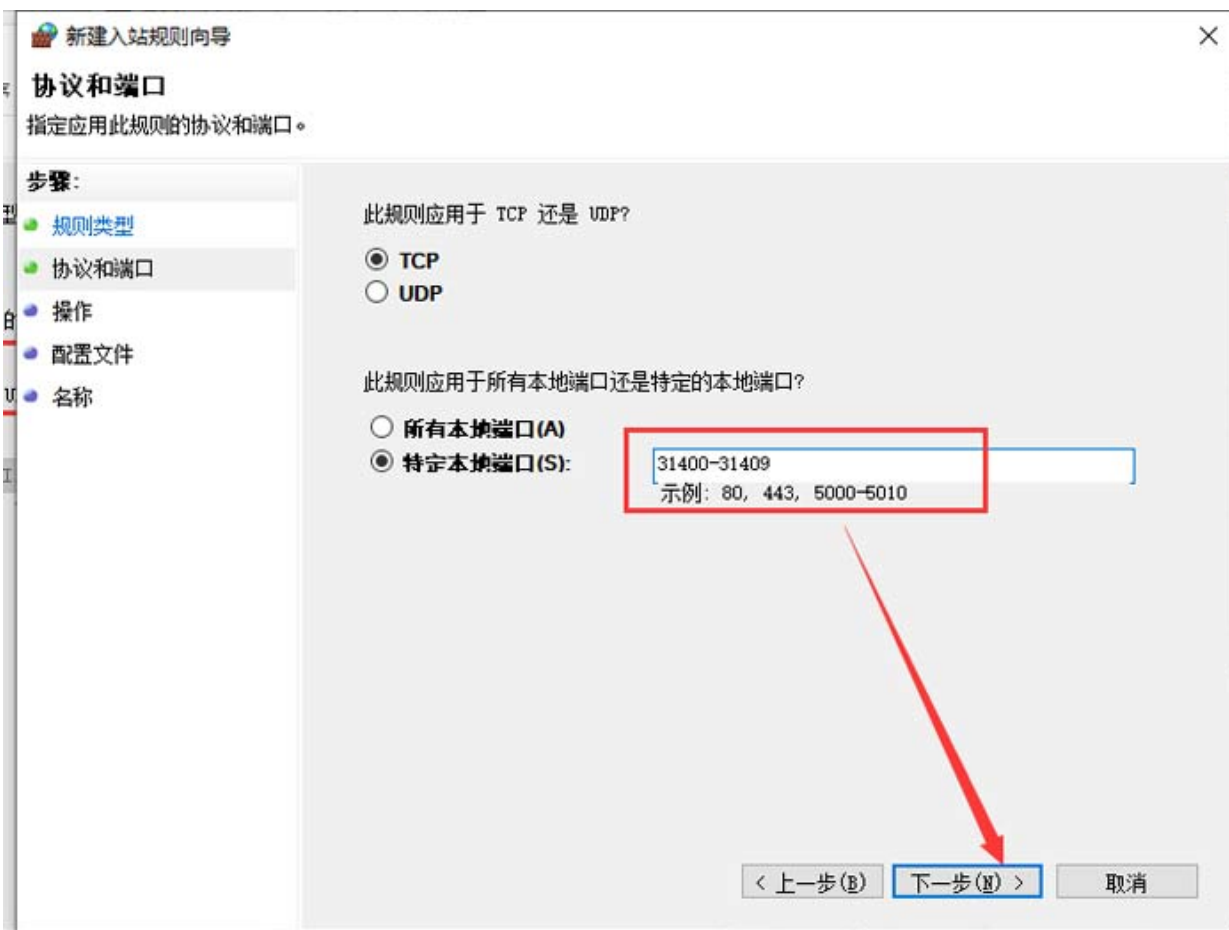 新建入站规则向导
协议和端口
指定应用此规则的协议和端口。
步骤:
规则类型
协议和端口
操作
配置文件
名称
此规则应用于 TCP 还是 UDP?
TCP
UDP
此规则应用于所有本地端口还是特定的本地端口?
所有本地端口(A)
特定本地端口(S):
31400-31409
示例: 80, 443, 5000-5010
< 上一步(B)
下一步(N) >
取消